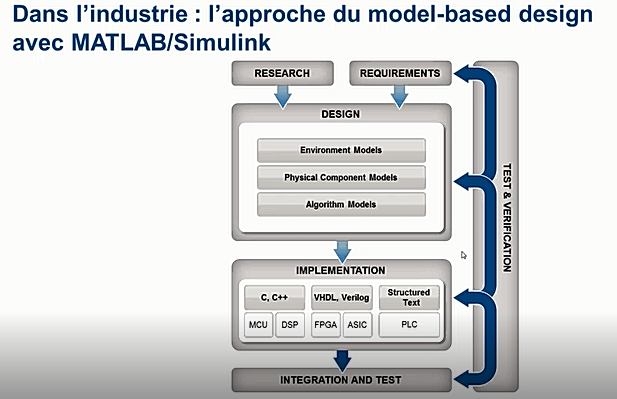 Dans l’industrie : l’approche du model-based design
avec MATLAB/Simulink
RESEARCH
REQUIREMENTS
DESIGN
Environment Models
Physical Component Models
Algorithm Models
TEST & VERIFICATION
IMPLEMENTATION
C, C++
VHDL, Verilog
Structured
Text
MCU
DSP
FPGA
ASIC
PLC
INTEGRATION AND TEST